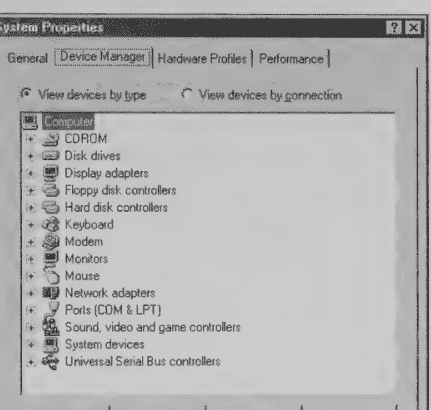 System Properties
General
Device Manager
Hardware Profiles
Performance
View devices by type
View devices by connection
Computer
CDROM
Disk drives
Display adapters
Floppy disk controllers
Hard disk controllers
Keyboard
Modem
Monitors
Mouse
Network adapters
Ports (COM & LPT)
Sound, video and game controllers
System devices
Universal Serial Bus controllers